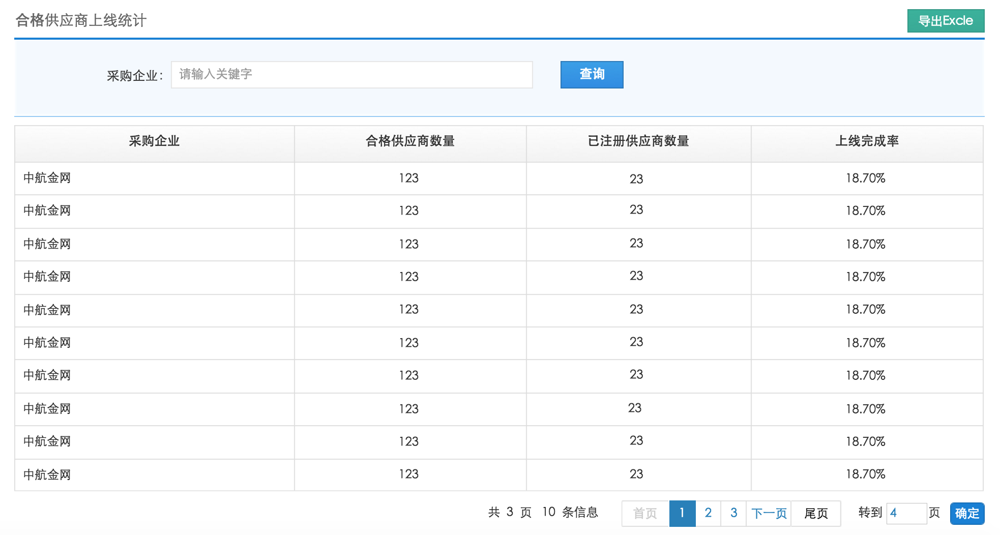 合格供应商上线统计 导出Excle
采购企业： 请输入关键字 查询
采购企业 合格供应商数量 已注册供应商数量 上线完成率
中航金网 123 23 18.70%
中航金网 123 23 18.70%
中航金网 123 23 18.70%
中航金网 123 23 18.70%
中航金网 123 23 18.70%
中航金网 123 23 18.70%
中航金网 123 23 18.70%
中航金网 123 23 18.70%
中航金网 123 23 18.70%
中航金网 123 23 18.70%
共 3 页 10 条信息 首页 1 2 3 下一页 尾页 转到 4 页 确定